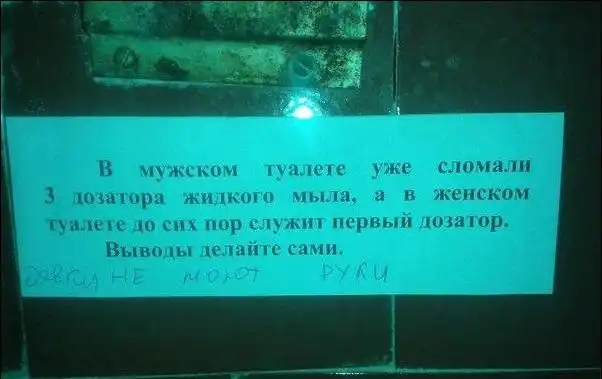 В мужском туалете уже сломали
3 дозатора жидкого мыла, а в женском
туалете до сих пор служит первый дозатор.
Выводы делайте сами.
НЕ МОЮТ РУКИ